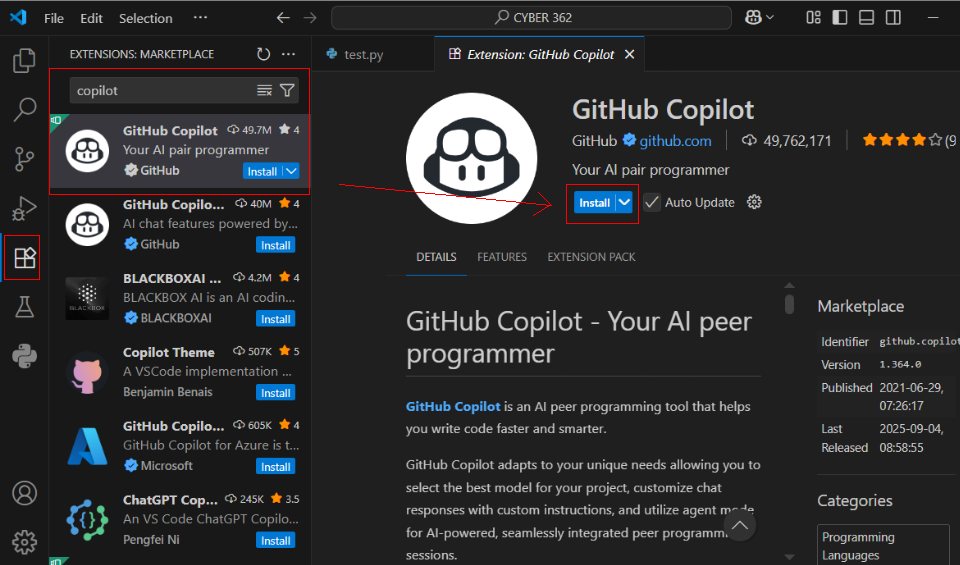 File Edit Selection ···
CYBER 362
EXTENSIONS: MARKETPLACE
copilot
GitHub Copilot 49.7M 4
Your AI pair programmer
GitHub Install
GitHub Copilo... 40M 4
AI chat features powered by...
GitHub Install
BLACKBOXAI ... 4.2M 4
BLACKBOX AI is an AI codin...
BLACKBOXAI Install
BLACKBOX
Copilot Theme 507K 5
A VSCode implementation ...
Benjamin Benais Install
GitHub Copilo... 605K 4
GitHub Copilot for Azure is t...
Microsoft Install
ChatGPT Cop... 245K 3.5
An VS Code ChatGPT Copilo...
Pengfei Ni Install
test.py
Extension: GitHub Copilot
GitHub Copilot
GitHub github.com 49,762,171 (9
Your AI pair programmer
Install Auto Update
DETAILS FEATURES EXTENSION PACK
GitHub Copilot - Your AI peer
programmer
GitHub Copilot is an AI peer programming tool that helps
you write code faster and smarter.
GitHub Copilot adapts to your unique needs allowing you to
select the best model for your project, customize chat
responses with custom instructions, and utilize agent mode
for AI-powered, seamlessly integrated peer programm
sessions.
Marketplace
Identifier github.copilot
Version 1.364.0
Published 2021-06-29,
07:26:17
Last 2025-09-04,
Released 08:58:55
Categories
Programming
Languages